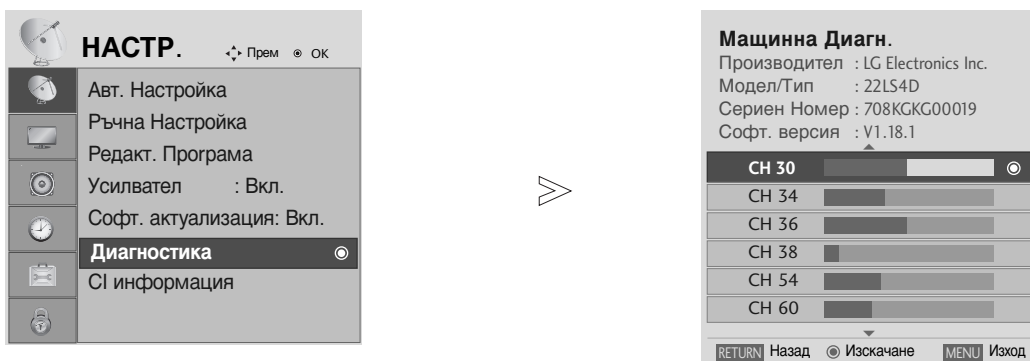 НАСТР. Прем ОК
Авт. Настройка
Ръчна Настройка
Редакт. Програма
Усилвател : Вкл.
Софт. актуализация: Вкл.
Диагностика
CI информация
Мащинна Диагн.
Производител : LG Electronics Inc.
Модел/Тип : 22LS4D
Сериен Номер : 708KGKG00019
Софт. версия : V1.18.1
CH 30
CH 34
CH 36
CH 38
CH 54
CH 60
RETURN Назад Изскачане MENU Изход